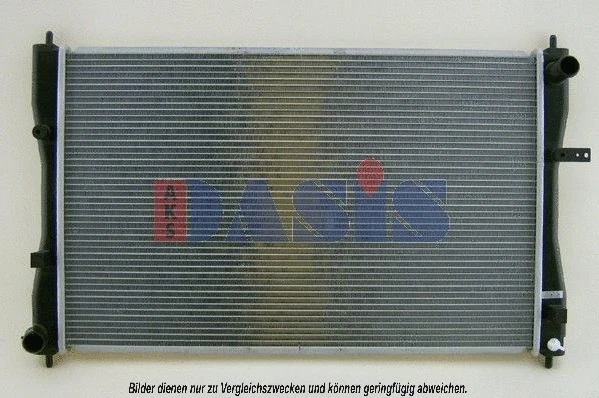 AKS
DASIS
Bilder dienen nur zu Vergleichszwecken und können geringfügig abweichen.